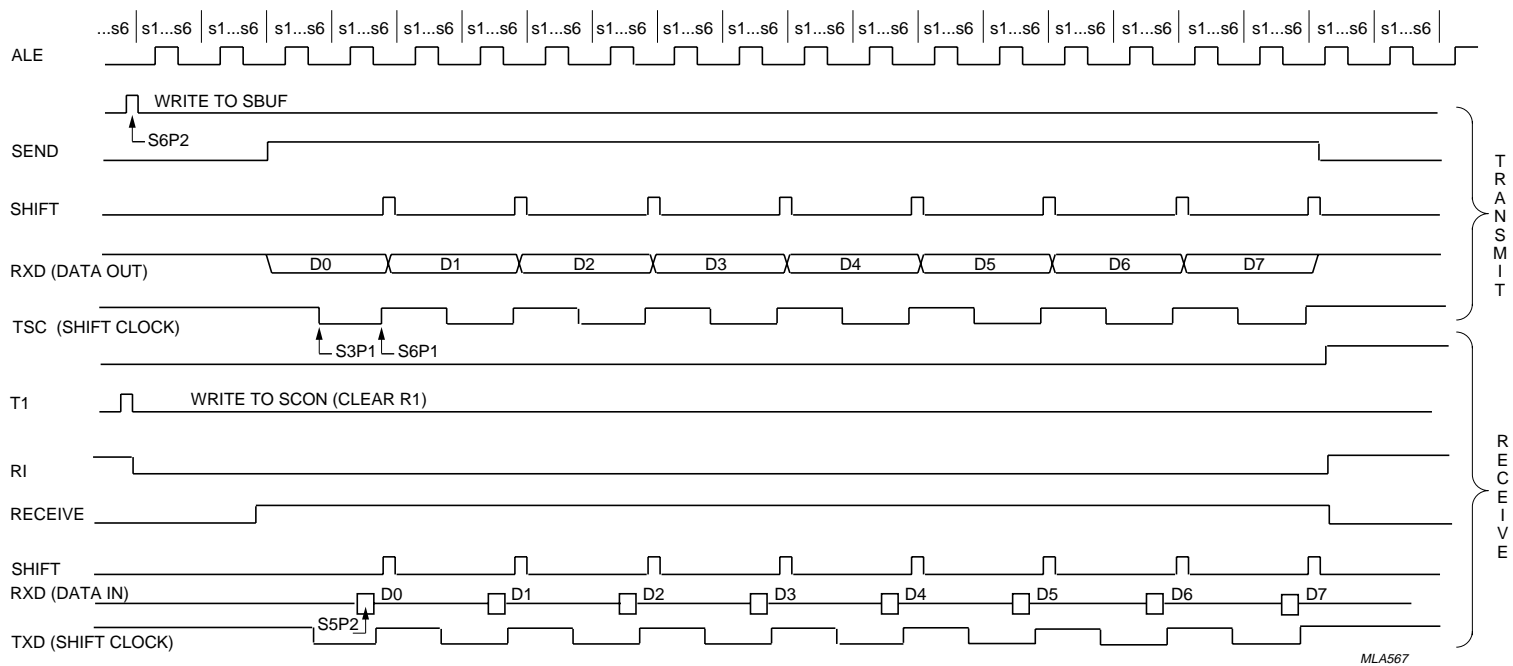 ...s6 s1...s6 s1...s6 s1...s6 s1...s6 s1...s6 s1...s6 s1...s6 s1...s6 s1...s6 s1...s6 s1...s6 s1...s6 s1...s6 s1...s6 s1...s6 s1...s6 s1...s6 s1...s6 s1...s6 s1...s6
ALE
WRITE TO SBUF
S6P2
SEND
SHIFT
RXD (DATA OUT) D0 D1 D2 D3 D4 D5 D6 D7
TSC (SHIFT CLOCK)
S3P1 S6P1
TRANSMIT
T1 WRITE TO SCON (CLEAR R1)
RI
RECEIVE
SHIFT
RXD (DATA IN) D0 D1 D2 D3 D4 D5 D6 D7
S5P2
TXD (SHIFT CLOCK)
RECEIVE
MLA567